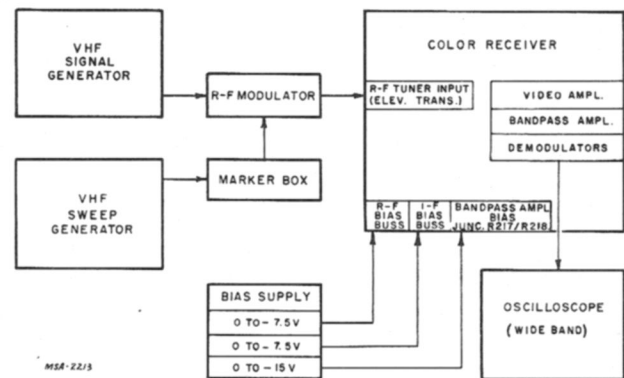 VHF
SIGNAL
GENERATOR
R-F MODULATOR
VHF
SWEEP
GENERATOR
MARKER BOX
COLOR RECEIVER
R-F TUNER INPUT
(ELEV. TRANS.)
VIDEO AMPL.
BANDPASS AMPL.
DEMODULATORS
R-F
BIAS
BUSS
I-F
BIAS
BUSS
BANDPASS AMPL
BIAS
JUNC. R217/R218
BIAS SUPPLY
0 TO - 7.5V
0 TO - 7.5V
0 TO - 15V
OSCILLOSCOPE
(WIDE BAND)
MSA-2213